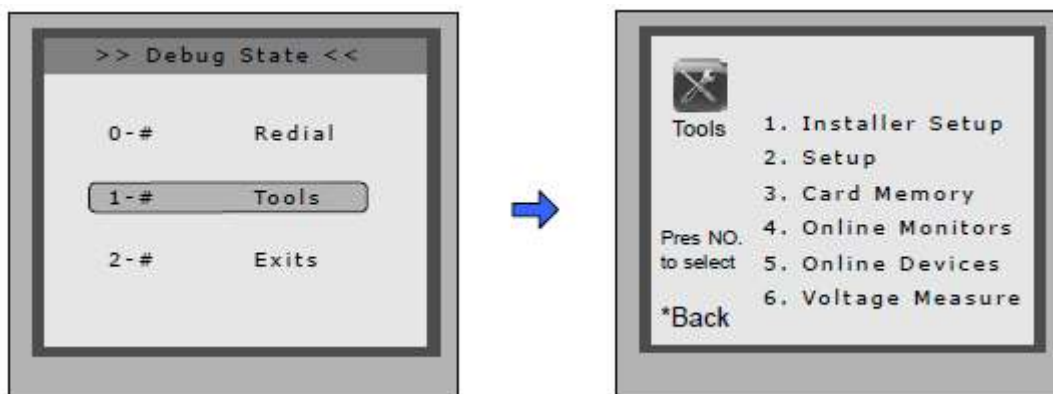 >> Debug State <<
0-# Redial
1-# Tools
2-# Exits
Tools
1. Installer Setup
2. Setup
3. Card Memory
4. Online Monitors
5. Online Devices
6. Voltage Measure
Pres NO.
to select
*Back